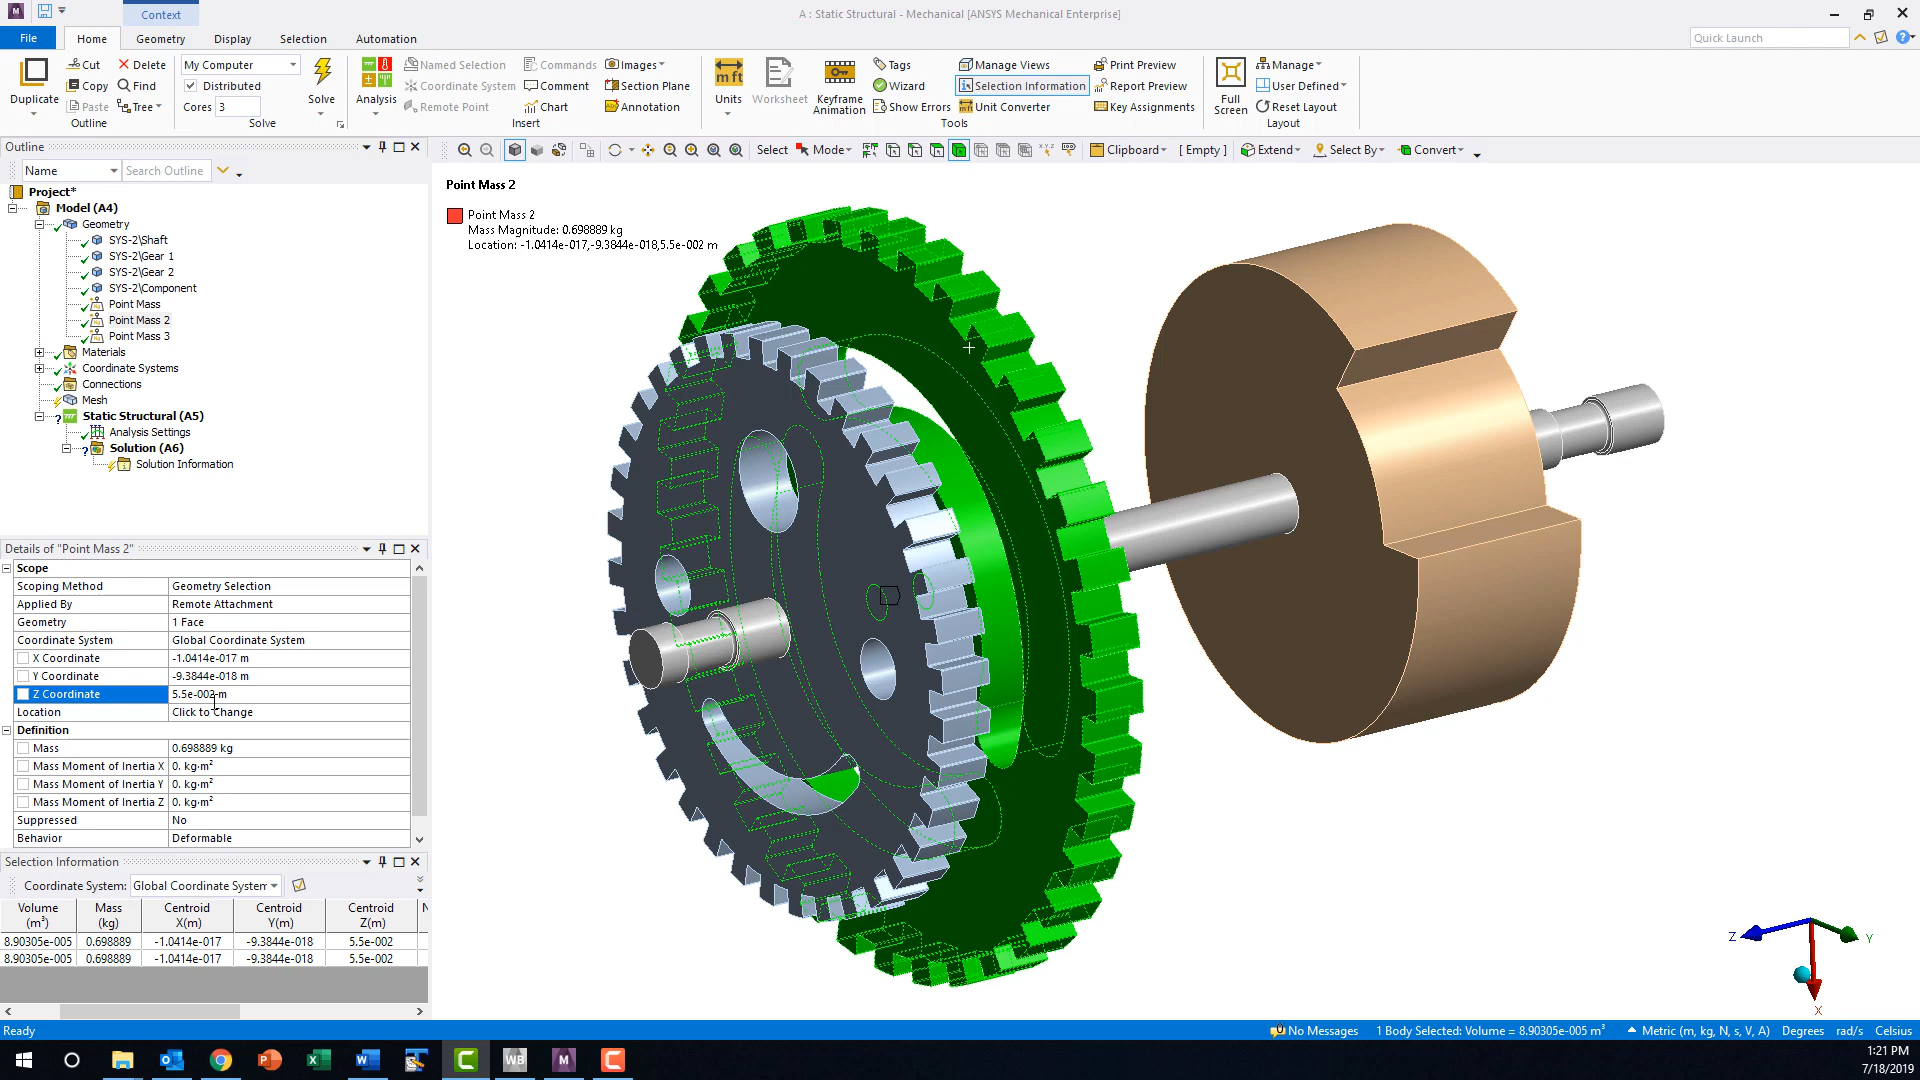 Context
A : Static Structural - Mechanical [ANSYS Mechanical Enterprise]
File
Home
Geometry
Display
Selection
Automation
Quick Launch
Duplicate
Cut
Copy
Paste
Delete
Find
Tree
Outline
My Computer
Distributed
Cores 3
Solve
Solve
Analysis
Named Selection
Coordinate System
Remote Point
Commands
Comment
Chart
Images
Section Plane
Annotation
Insert
Units
Worksheet
Keyframe
Animation
Tags
Wizard
Show Errors
Manage Views
Selection Information
Unit Converter
Print Preview
Report Preview
Key Assignments
Tools
Full
Screen
Manage
User Defined
Reset Layout
Layout
Outline
Name
Search Outline
Select
Mode
Clipboard
[ Empty ]
Extend
Select By
Convert
Project*
Model (A4)
Geometry
SYS-2\Shaft
SYS-2\Gear 1
SYS-2\Gear 2
SYS-2\Component
Point Mass
Point Mass 2
Point Mass 3
Materials
Coordinate Systems
Connections
Mesh
Static Structural (A5)
Analysis Settings
Solution (A6)
Solution Information
Point Mass 2
Point Mass 2
Mass Magnitude: 0.698889 kg
Location: -1.0414e-017,-9.3844e-018,5.5e-002 m
Details of "Point Mass 2"
Scope
Scoping Method Geometry Selection
Applied By Remote Attachment
Geometry 1 Face
Coordinate System Global Coordinate System
X Coordinate -1.0414e-017 m
Y Coordinate -9.3844e-018 m
Z Coordinate 5.5e-002 m
Location Click to Change
Definition
Mass 0.698889 kg
Mass Moment of Inertia X 0. kg·m²
Mass Moment of Inertia Y 0. kg·m²
Mass Moment of Inertia Z 0. kg·m²
Suppressed No
Behavior Deformable
Selection Information
Coordinate System: Global Coordinate System
Volume (m³) Mass (kg) Centroid X(m) Centroid Y(m) Centroid Z(m)
8.90305e-005 0.698889 -1.0414e-017 -9.3844e-018 5.5e-002
8.90305e-005 0.698889 -1.0414e-017 -9.3844e-018 5.5e-002
Z
Y
X
Ready
No Messages
1 Body Selected: Volume = 8.90305e-005 m³
Metric (m, kg, N, s, V, A)
Degrees
rad/s
Celsius
1:21 PM
7/18/2019